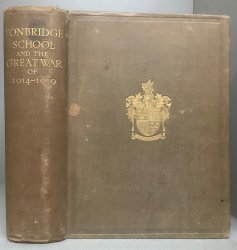 TONBRIDGE
SCHOOL
AND THE
GREAT WAR
OF
1914-1919